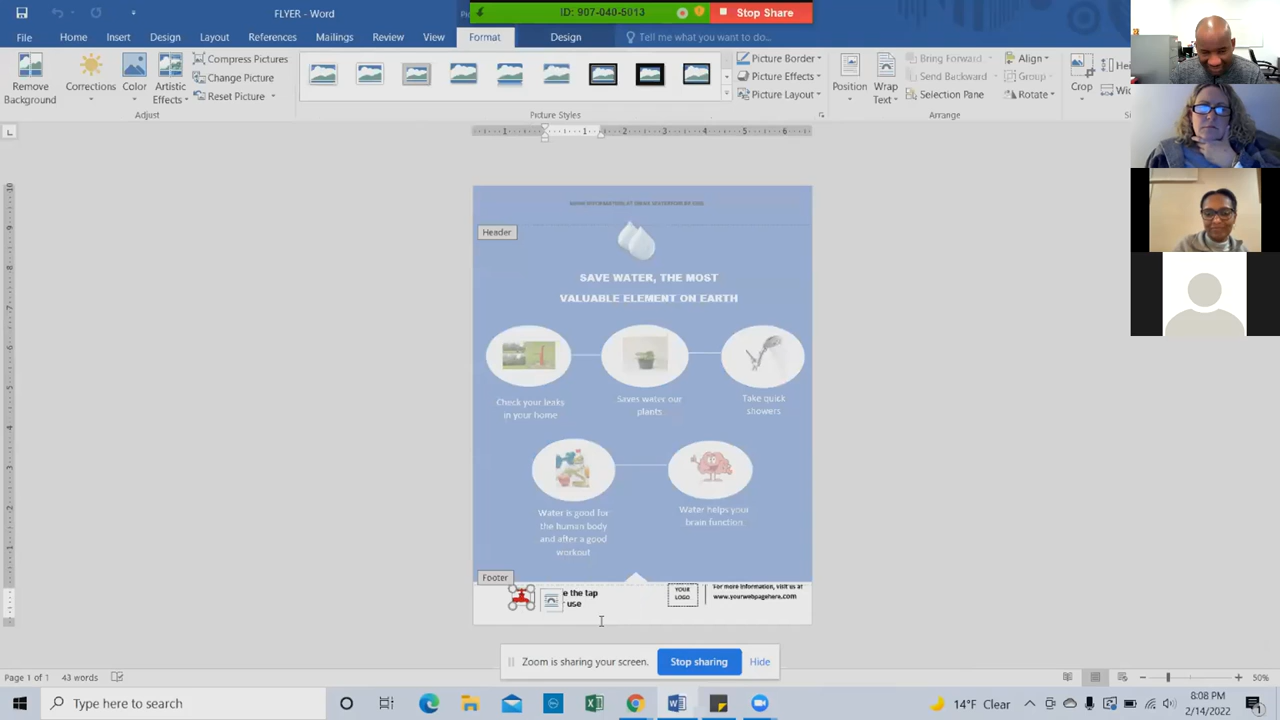 FLYER - Word
Pi
ID: 907-040-5013
Stop Share
File
Home
Insert
Design
Layout
References
Mailings
Review
View
Format
Design
Tell me what you want to do...
Remove
Background
Corrections
Color
Artistic
Effects
Compress Pictures
Change Picture
Reset Picture
Adjust
Picture Styles
Picture Border
Picture Effects
Picture Layout
Position
Wrap
Text
Bring Forward
Send Backward
Selection Pane
Align
Group
Rotate
Arrange
Crop
He
Wi
Si
Header
SAVE WATER, THE MOST
VALUABLE ELEMENT ON EARTH
Check your leaks
in your home
Saves water our
plants
Take quick
showers
Water is good for
the human body
and after a good
workout
Water helps your
brain function
Footer
e the tap
use
YOUR
LOGO
For more information, visit us at
www.yourwebpagehere.com
Zoom is sharing your screen.
Stop sharing
Hide
Page 1 of 1
43 words
50%
Type here to search
14°F Clear
8:08 PM
2/14/2022
1